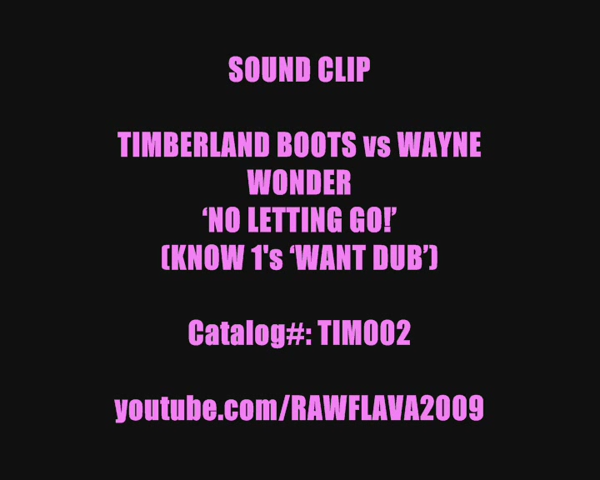 SOUND CLIP
TIMBERLAND BOOTS vs WAYNE
WONDER
‘NO LETTING GO!’
(KNOW 1's ‘WANT DUB’)
Catalog#: TIM002
youtube.com/RAWFLAVA2009